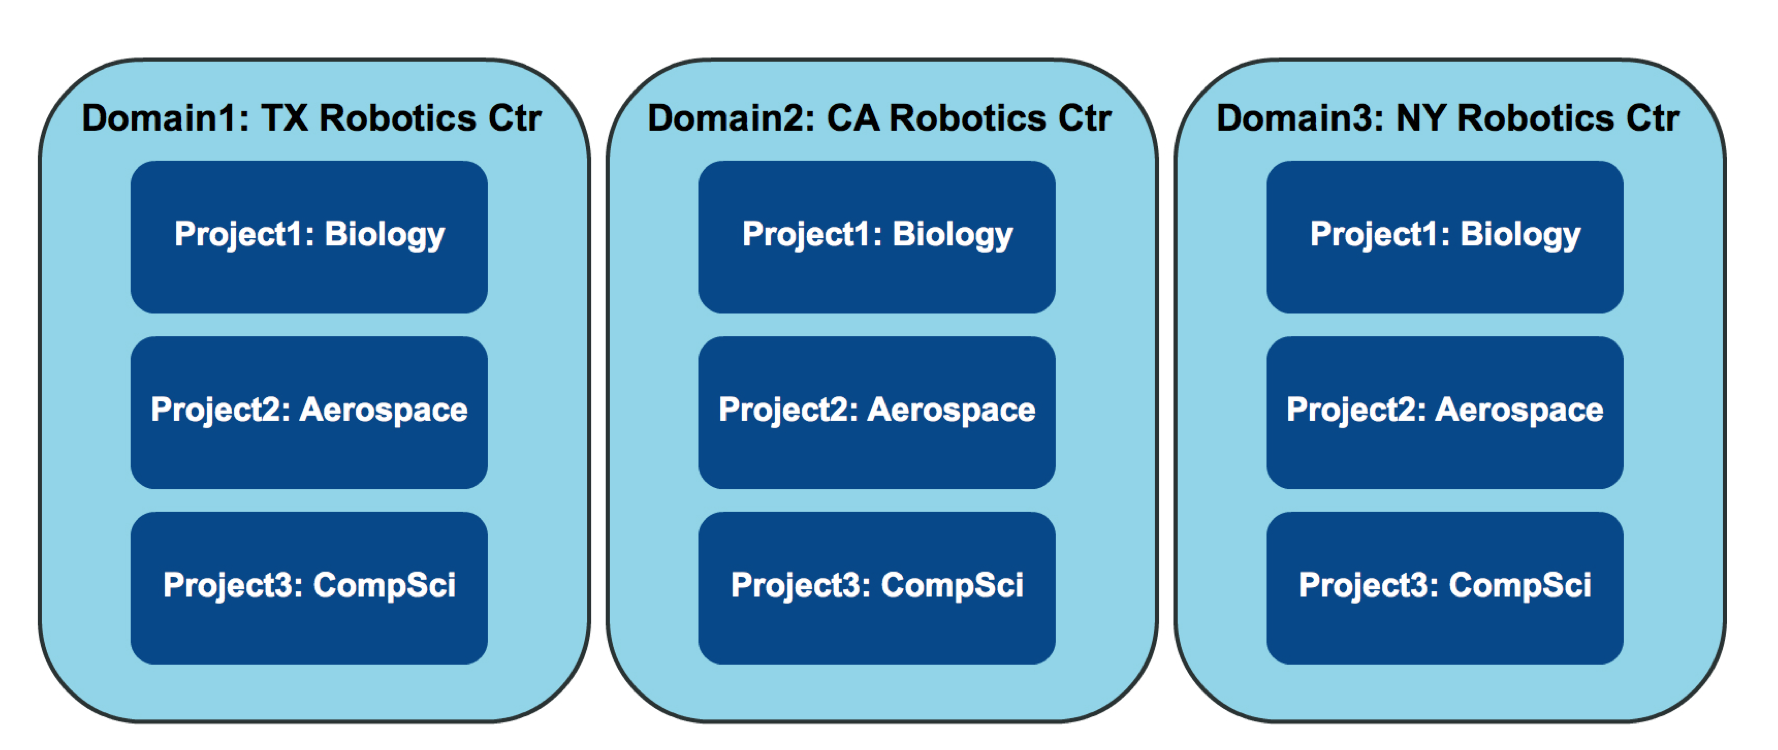 Domain1: TX Robotics Ctr
Project1: Biology
Project2: Aerospace
Project3: CompSci
Domain2: CA Robotics Ctr
Project1: Biology
Project2: Aerospace
Project3: CompSci
Domain3: NY Robotics Ctr
Project1: Biology
Project2: Aerospace
Project3: CompSci